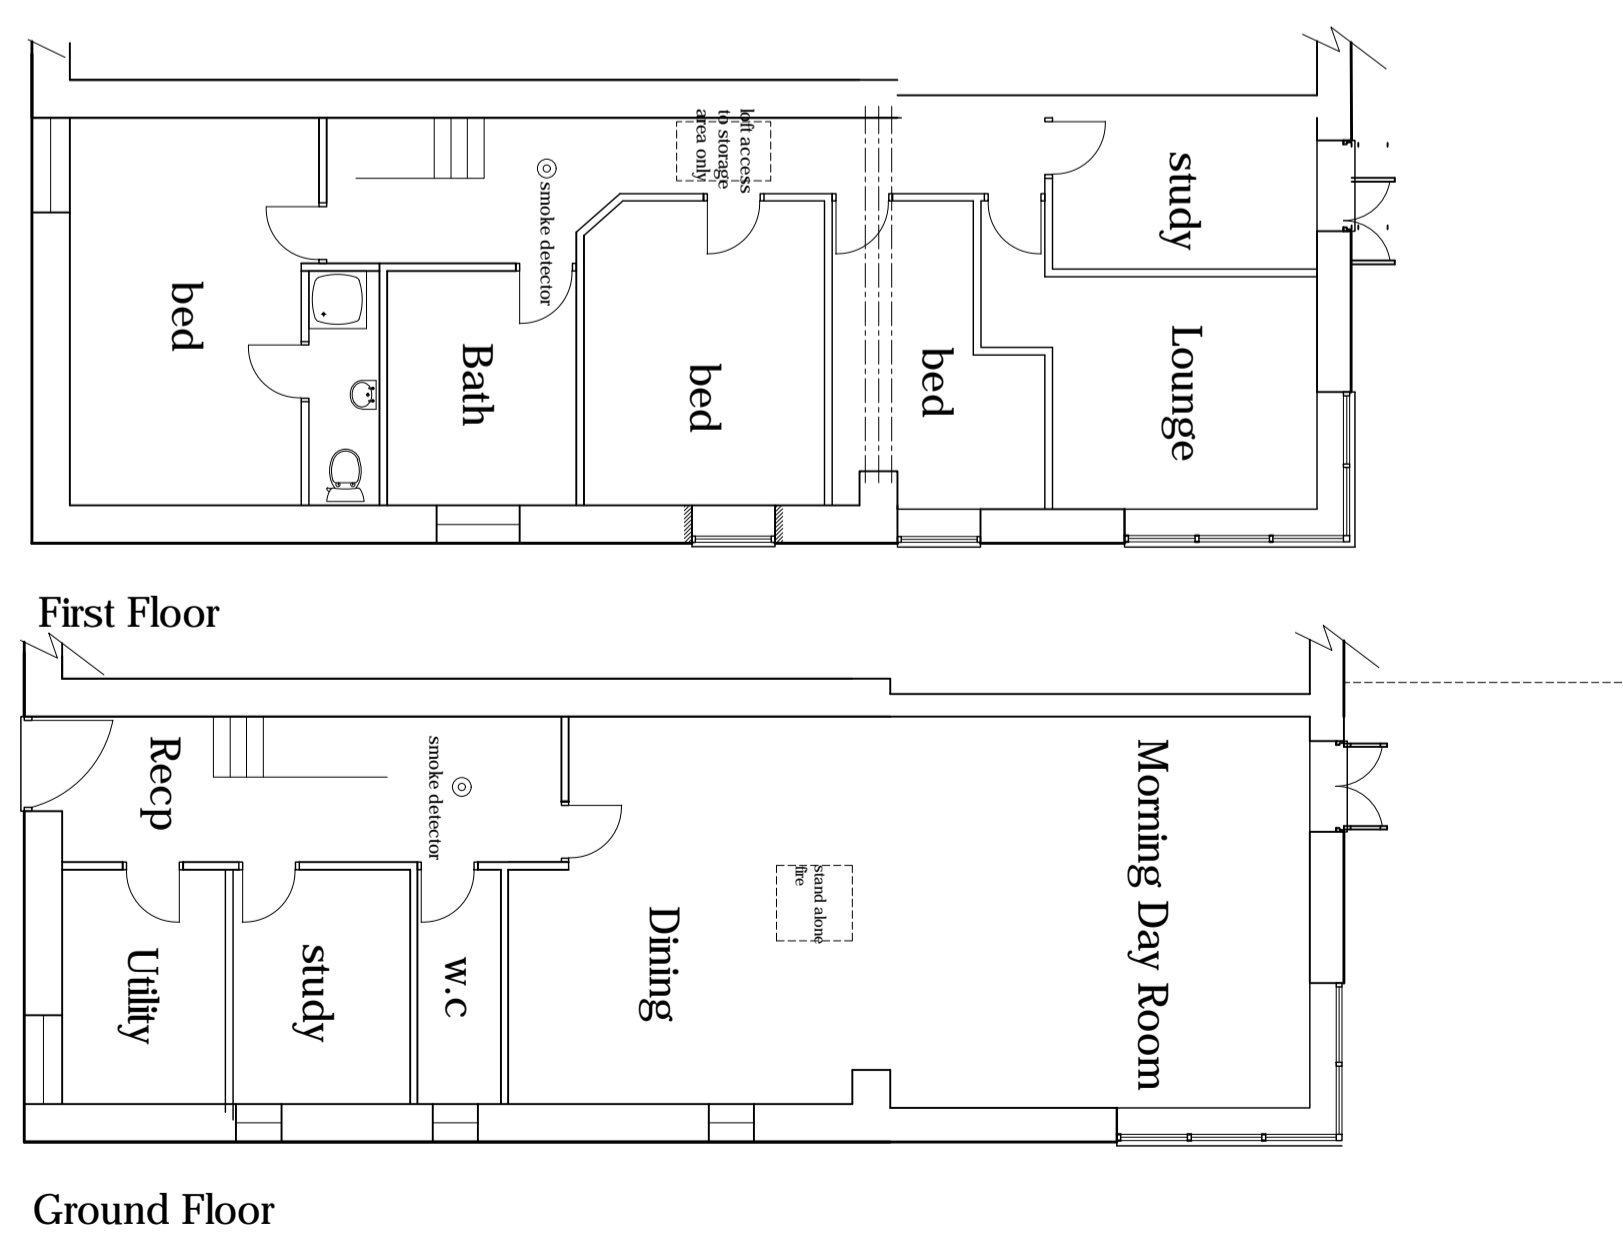 loft access
to storage
area only
smoke detector
study
bed
Bath
bed
bed
Lounge
First Floor
Recp
smoke detector
Morning Day Room
stand alone
fire
Utility
study
w.c
Dining
Ground Floor